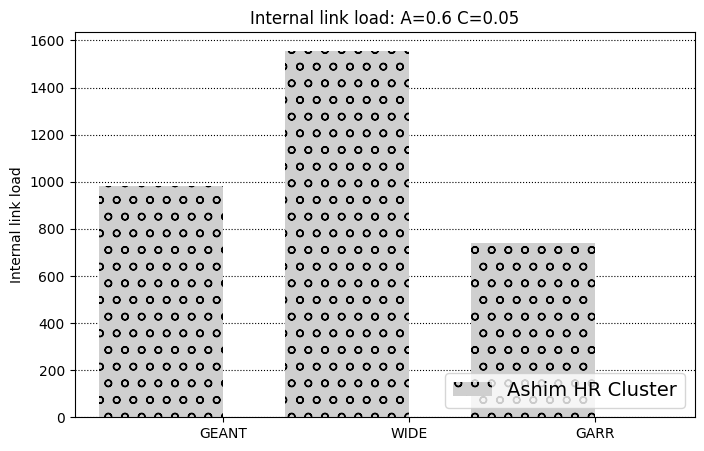 Internal link load: A=0.6 C=0.05
1600
1400
1200
1000
800
600
400
200
0
Internal link load
GEANT WIDE GARR
Ashim HR Cluster